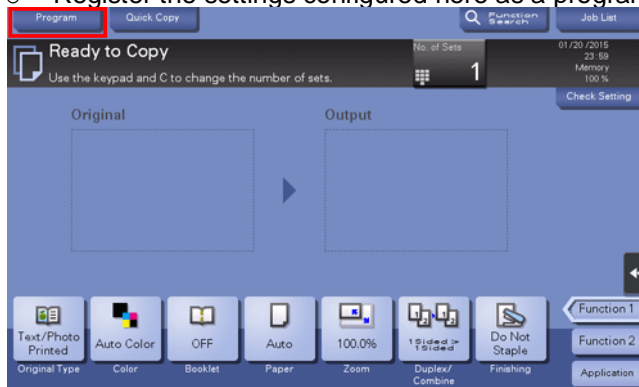 Register the settings configured here as a program
Program
Quick Copy
Function Search
Job List
Ready to Copy
Use the keypad and C to change the number of sets.
No. of Sets
1
01/20/2015
23:59
Memory
100 %
Check Setting
Original
Output
Text/Photo
Printed
Auto Color
OFF
Auto
100.0%
1Sided >
1Sided
Do Not
Staple
Original Type
Color
Booklet
Paper
Zoom
Duplex/
Combine
Finishing
Function 1
Function 2
Application